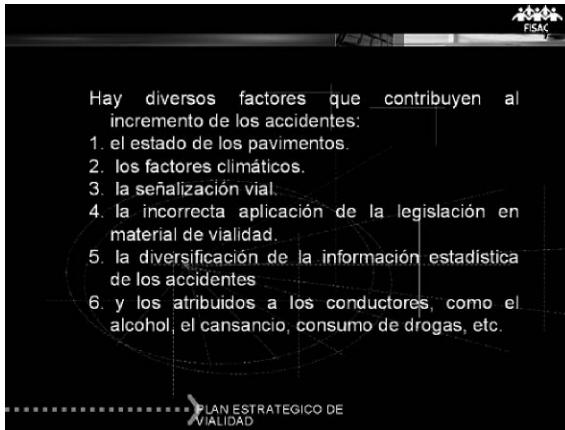 FISAC
Hay diversos factores que contribuyen al
incremento de los accidentes:
1. el estado de los pavimentos.
2. los factores climáticos.
3. la señalización vial.
4. la incorrecta aplicación de la legislación en
material de vialidad.
5. la diversificación de la información estadística
de los accidentes
6. y los atribuidos a los conductores, como el
alcohol, el cansancio, consumo de drogas, etc.
PLAN ESTRATEGICO DE
VIALIDAD